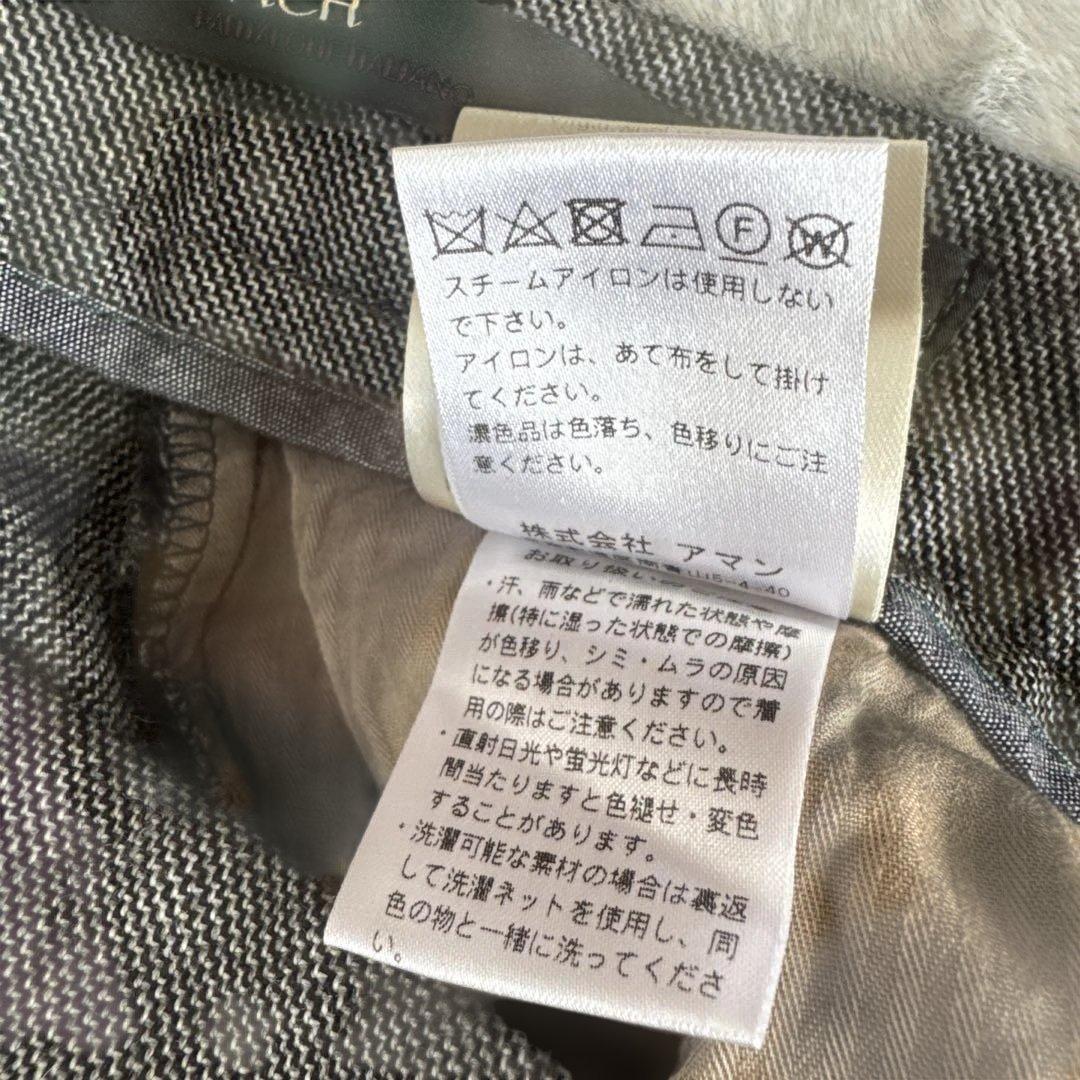 PANTALONE ITALIANO
F
W
スチームアイロンは使用しない
で下さい。
アイロンは、あて布をして掛け
てください。
濃色品は色落ち、色移りにご注
意ください。
株式会社 アマン
5-4-40
お取り扱い
・汗、雨などで濡れた状態や摩
擦(特に湿った状態での摩擦)
が色移り、シミ・ムラの原因
になる場合がありますので着
用の際はご注意ください。
・直射日光や蛍光灯などに長時
間当たりますと色褪せ・変色
することがあります。
・洗濯可能な素材の場合は裏返
して洗濯ネットを使用し、同
色の物と一緒に洗ってくださ
い。